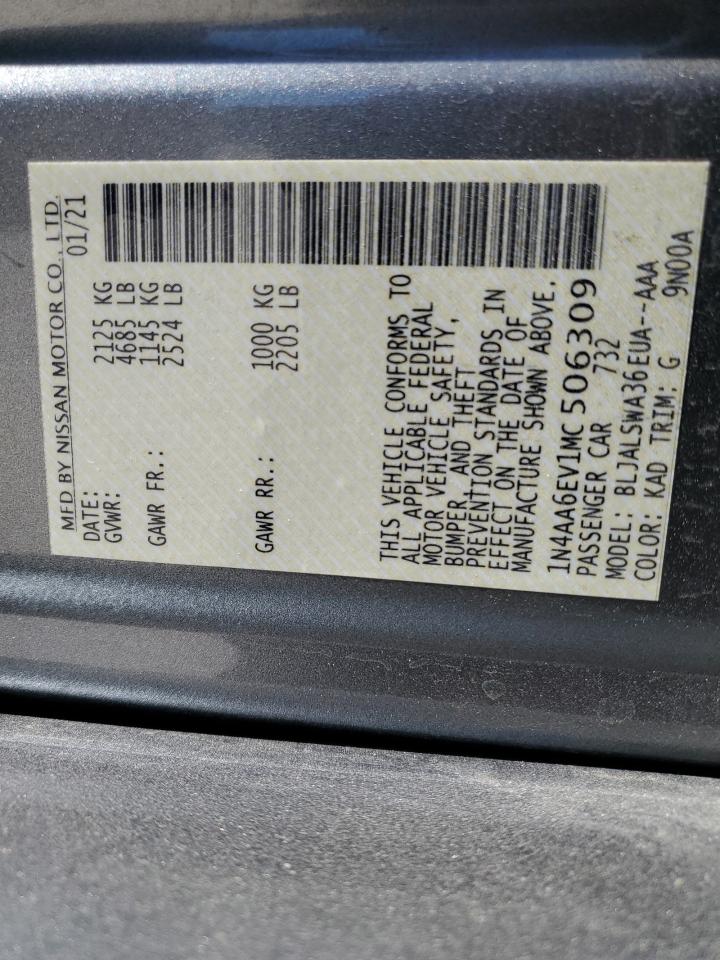 MFD BY NISSAN MOTOR CO., LTD.
DATE: 01/21
GVWR: 2125 KG
4685 LB
GAWR FR.: 1145 KG
2524 LB
GAWR RR.: 1000 KG
2205 LB
THIS VEHICLE CONFORMS TO
ALL APPLICABLE FEDERAL
MOTOR VEHICLE SAFETY,
BUMPER, AND THEFT
PREVENTION STANDARDS IN
EFFECT ON THE DATE OF
MANUFACTURE SHOWN ABOVE.
1N4AA6EV1MC506309
PASSENGER CAR 732
MODEL: BLJALSWA36EUA--AAA
COLOR: KAD TRIM: G 9N00A